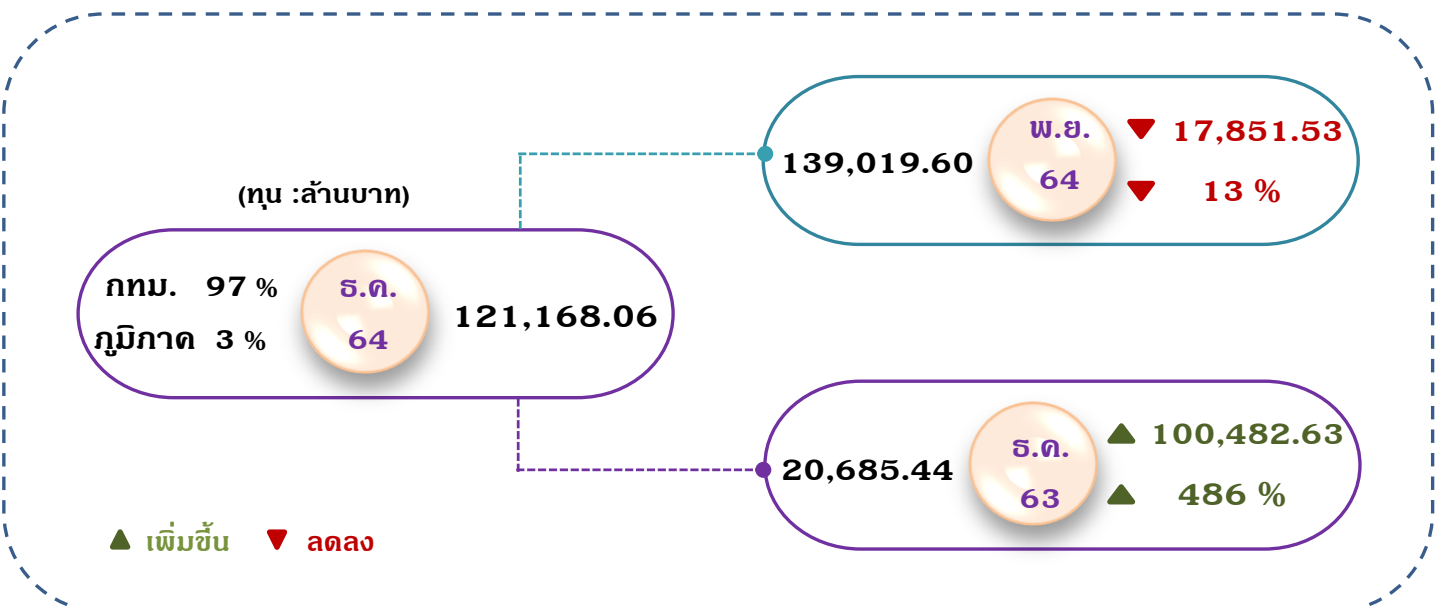 (ทุน :ล้านบาท)
กทม. 97 %
ภูมิภาค 3 %
ธ.ค.
64
121,168.06
139,019.60
พ.ย.
64
▼ 17,851.53
▼ 13 %
20,685.44
ธ.ค.
63
▲ 100,482.63
▲ 486 %
▲ เพิ่มขึ้น ▼ ลดลง